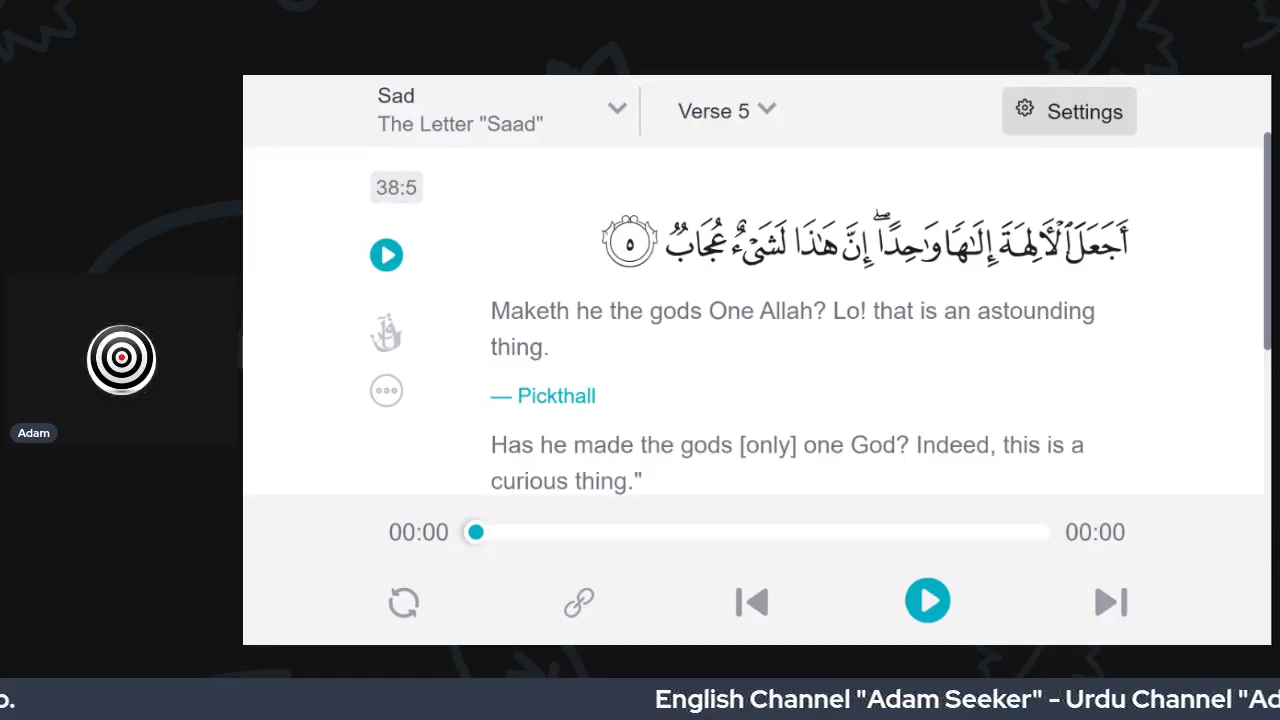 Sad
The Letter "Saad"
Verse 5
Settings
38:5
أَجَعَلَ ٱلْـَٔالِهَةَ إِلَـٰهًا وَٰحِدًا ۖ إِنَّ هَـٰذَا لَشَىْءٌ عُجَابٌ ٥
Maketh he the gods One Allah? Lo! that is an astounding
thing.
— Pickthall
Has he made the gods [only] one God? Indeed, this is a
curious thing."
00:00
00:00
Adam
o.
English Channel "Adam Seeker" - Urdu Channel "Ad